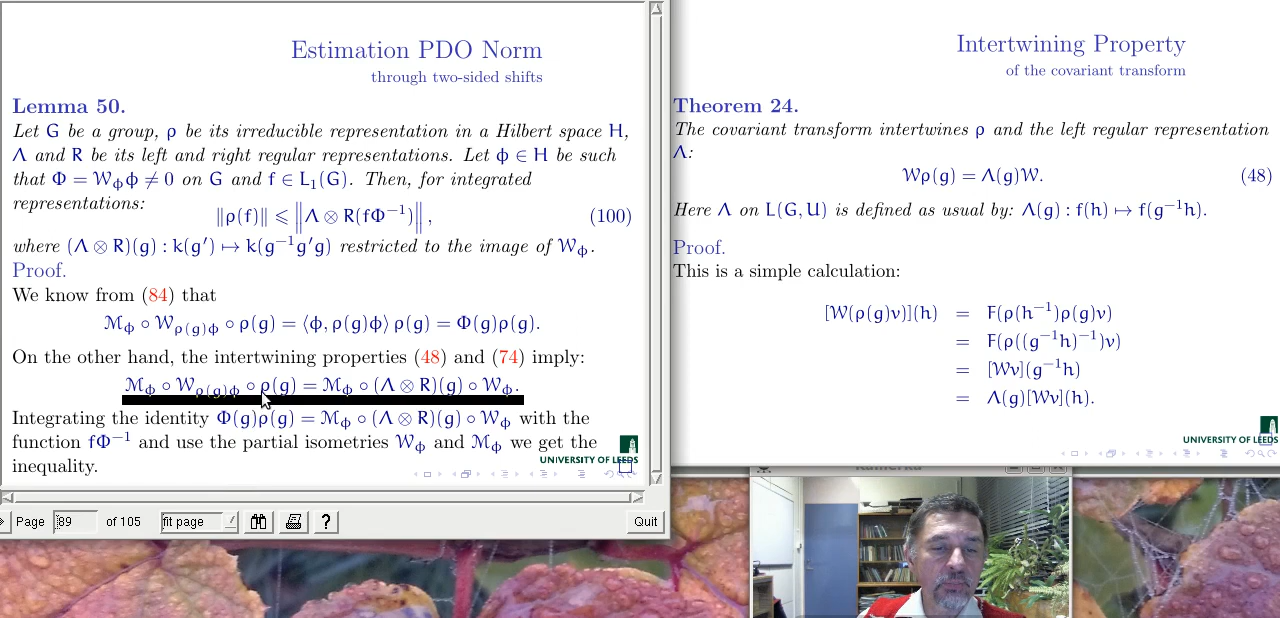 Estimation PDO Norm
through two-sided shifts
Lemma 50.
Let G be a group, ρ be its irreducible representation in a Hilbert space H,
Λ and R be its left and right regular representations. Let ϕ ∈ H be such
that Φ = 𝒲_ϕϕ ≠ 0 on G and f ∈ L₁(G). Then, for integrated
representations:
‖ρ(f)‖ ⩽ ‖Λ ⊗ R(fΦ⁻¹)‖, (100)
where (Λ ⊗ R)(g) : k(g′) ↦ k(g⁻¹g′g) restricted to the image of 𝒲_ϕ.
Proof.
We know from (84) that
ℳ_ϕ ∘ 𝒲_ρ(g)ϕ ∘ ρ(g) = ⟨ϕ, ρ(g)ϕ⟩ ρ(g) = Φ(g)ρ(g).
On the other hand, the intertwining properties (48) and (74) imply:
ℳ_ϕ ∘ 𝒲_ρ(g)ϕ ∘ ρ(g) = ℳ_ϕ ∘ (Λ ⊗ R)(g) ∘ 𝒲_ϕ.
Integrating the identity Φ(g)ρ(g) = ℳ_ϕ ∘ (Λ ⊗ R)(g) ∘ 𝒲_ϕ with the
function fΦ⁻¹ and use the partial isometries 𝒲_ϕ and ℳ_ϕ we get the
inequality.
UNIVERSITY OF LEEDS
Page 89 of 105 fit page ? Quit
Intertwining Property
of the covariant transform
Theorem 24.
The covariant transform intertwines ρ and the left regular representation
Λ:
𝒲ρ(g) = Λ(g)𝒲. (48)
Here Λ on L(G, U) is defined as usual by: Λ(g) : f(h) ↦ f(g⁻¹h).
Proof.
This is a simple calculation:
[𝒲(ρ(g)v)](h) = F(ρ(h⁻¹)ρ(g)v)
= F(ρ((g⁻¹h)⁻¹)v)
= [𝒲v](g⁻¹h)
= Λ(g)[𝒲v](h).
UNIVERSITY OF LEEDS